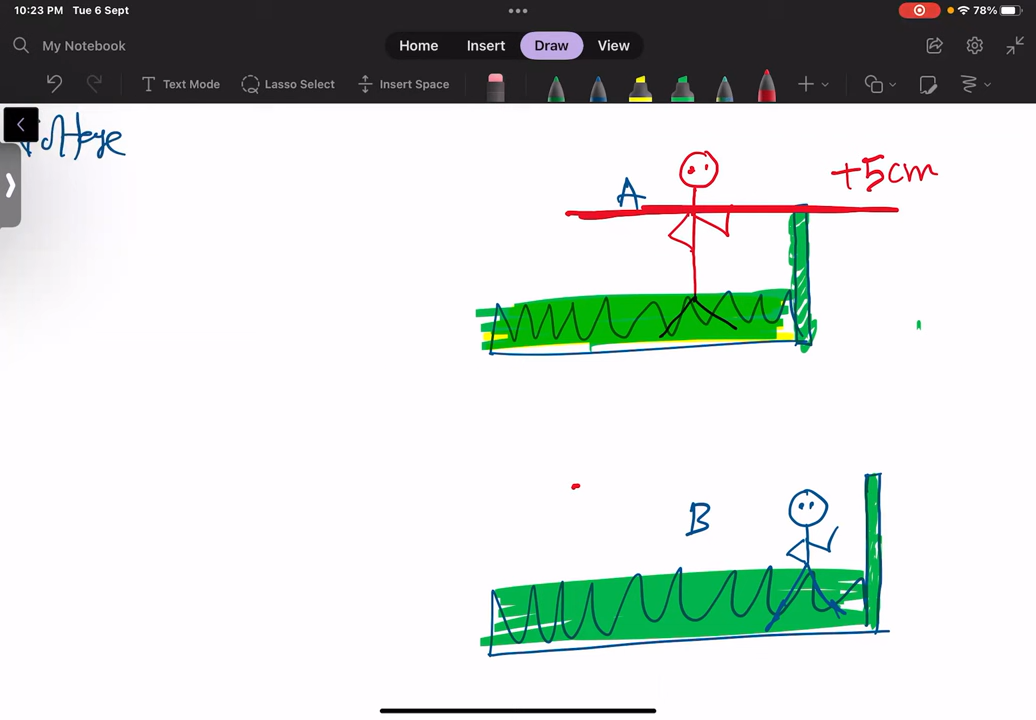 10:23 PM Tue 6 Sept
78%
My Notebook
Home Insert Draw View
Text Mode Lasso Select Insert Space
+5cm
A
B